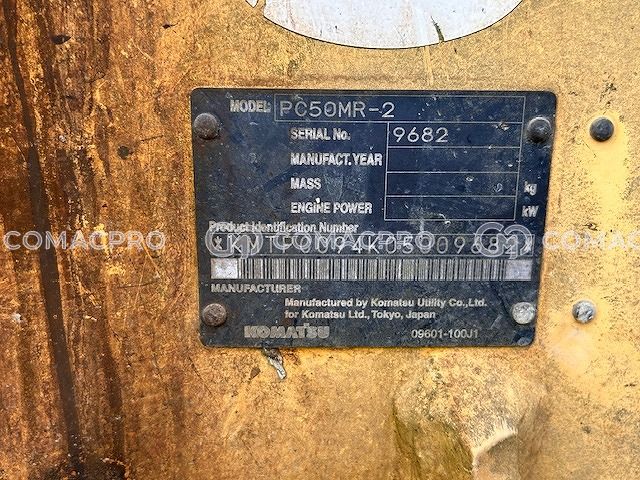 MODEL PC50MR-2
SERIAL No. 9682
MANUFACT.YEAR
MASS kg
ENGINE POWER kW
Product Identification Number
COMACPRO COMACPRO COMACPRO
MANUFACTURER
Manufactured by Komatsu Utility Co.,Ltd.
for Komatsu Ltd., Tokyo, Japan
KOMATSU 09601-100J1